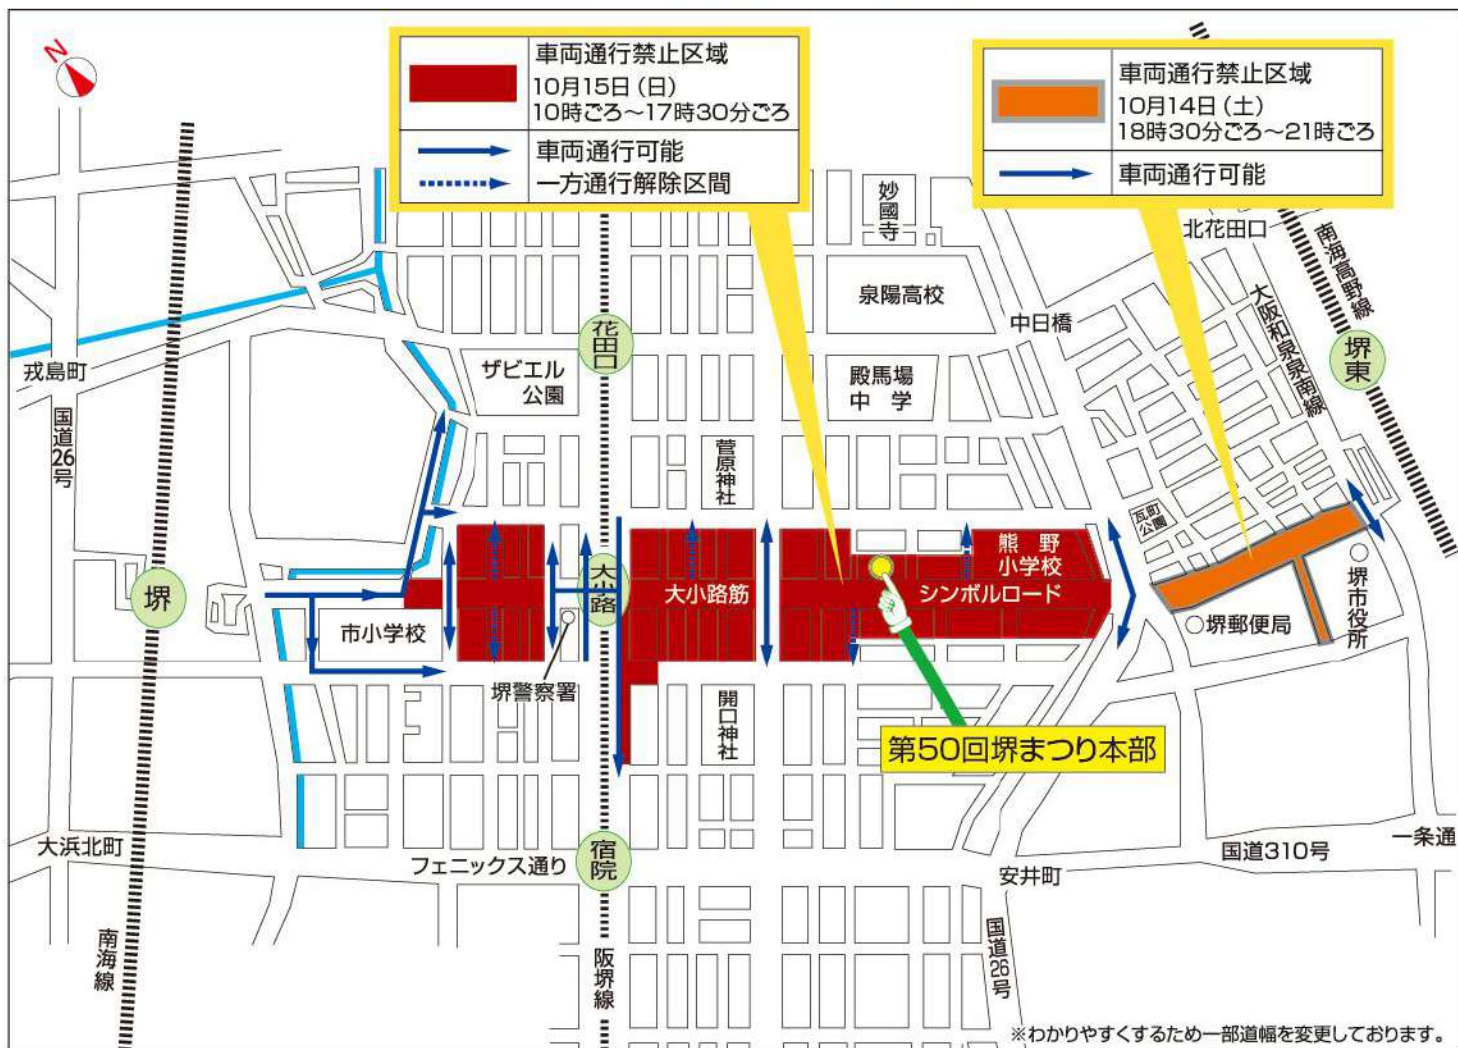 N
車両通行禁止区域
10月15日(日)
10時ごろ～17時30分ごろ
車両通行可能
一方通行解除区間
車両通行禁止区域
10月14日(土)
18時30分ごろ～21時ごろ
車両通行可能
妙國寺
北花田口
南海高野線
泉陽高校
中日橋
大阪和泉泉南線
花田口
堺東
戎島町
ザビエル
公園
殿馬場
中学
国道26号
菅原神社
瓦町
公園
熊野
小学校
堺
大小路
大小路筋
シンボルロード
市小学校
堺郵便局
堺市役所
堺警察署
開口神社
第50回堺まつり本部
大浜北町
フェニックス通り
宿院
安井町
国道310号
一条通
南海線
阪堺線
国道26号
※わかりやすくするため一部道幅を変更しております。